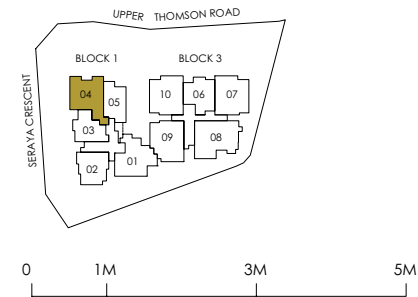 UPPER THOMSON ROAD
SERAYA CRESCENT
BLOCK 1
BLOCK 3
04
05
10
06
07
03
09
08
01
02
0
1M
3M
5M